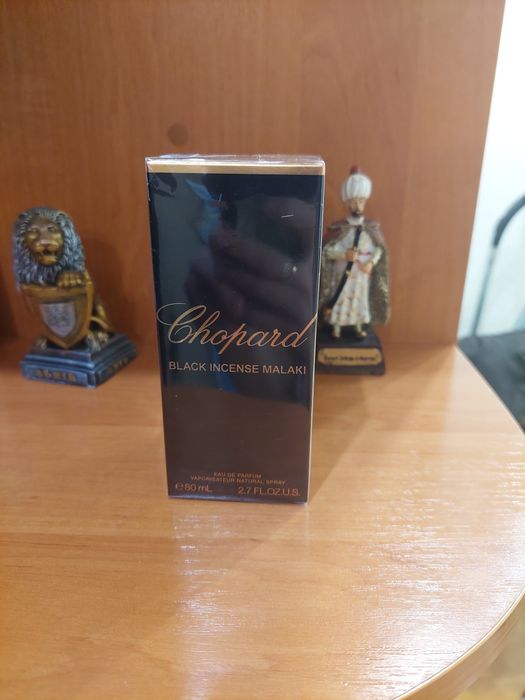 Chopard
BLACK INCENSE MALAKI
EAU DE PARFUM
VAPORISATEUR NATURAL SPRAY
℮80 mL 2.7 FL.OZ.U.S.